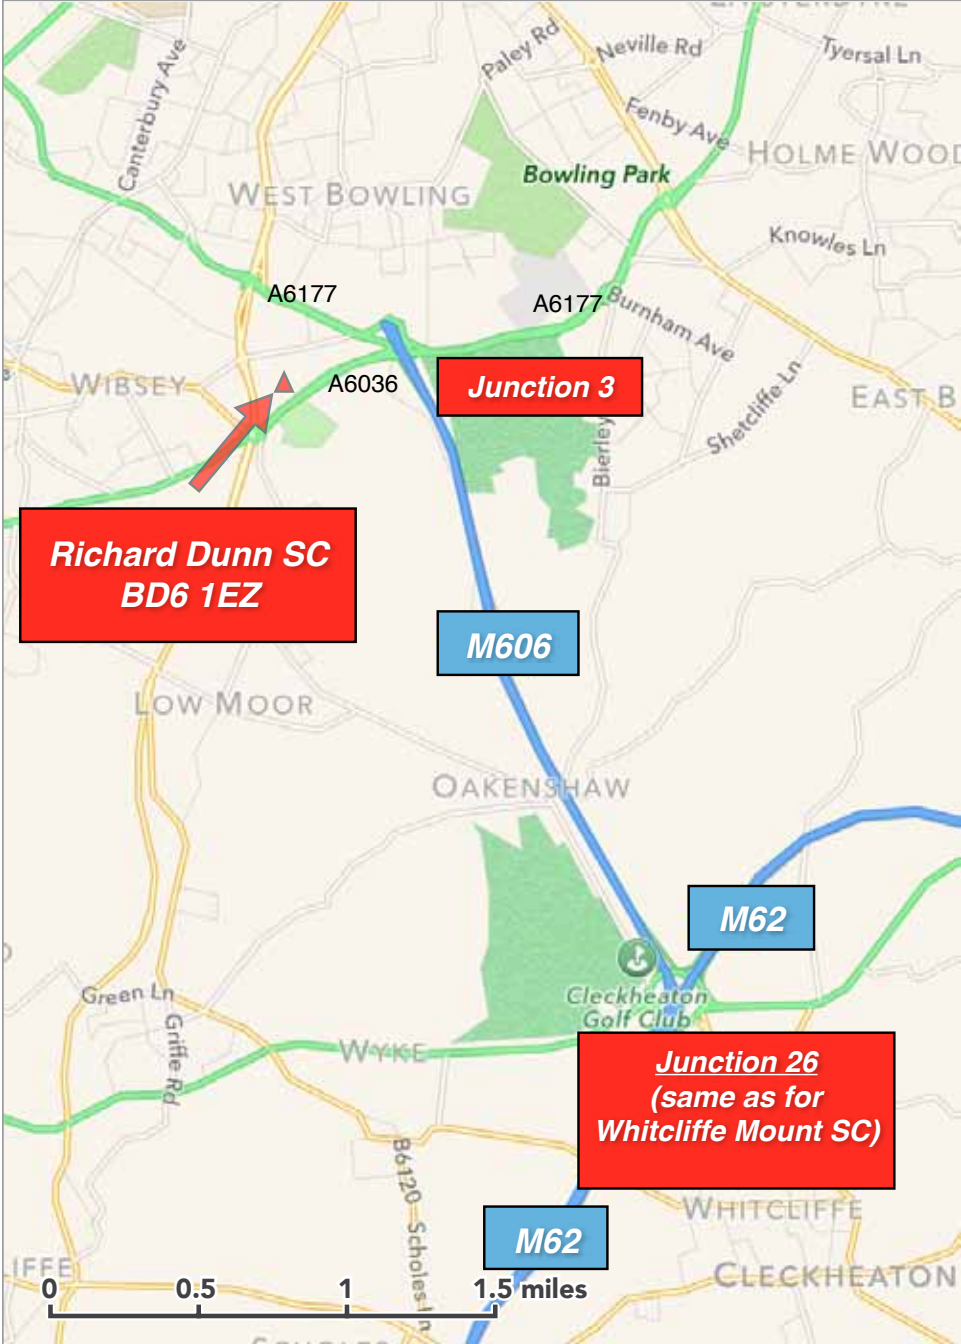 Paley Rd
Neville Rd
Tyersal Ln
Canterbury Ave
Fenby Ave
HOLME WOOD
Bowling Park
WEST BOWLING
Knowles Ln
A6177
A6177
Burnham Ave
WIBSEY
A6036
Junction 3
Shetcliffe Ln
EAST B
Bierley
Richard Dunn SC
BD6 1EZ
M606
LOW MOOR
OAKENSHAW
M62
Green Ln
Cleckheaton
Golf Club
Griffe Rd
WYKE
Junction 26
(same as for
Whitcliffe Mount SC)
B6120
Scholes Ln
WHITCLIFFE
M62
IFFE
CLECKHEATON
0 0.5 1 1.5 miles